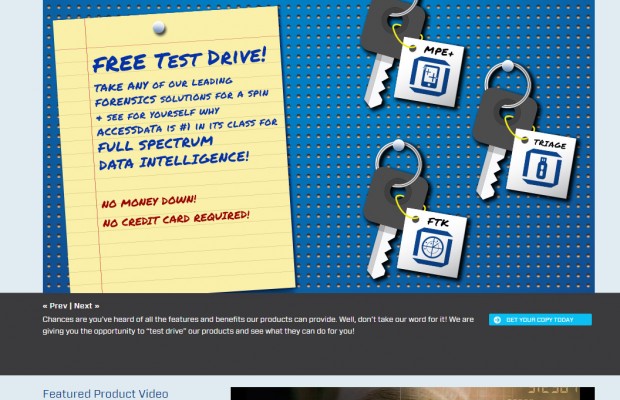 FREE TEST DRIVE!
TAKE ANY OF OUR LEADING
FORENSICS SOLUTIONS FOR A SPIN
& SEE FOR YOURSELF WHY
ACCESSDATA IS #1 IN ITS CLASS FOR
FULL SPECTRUM
DATA INTELLIGENCE!
NO MONEY DOWN!
NO CREDIT CARD REQUIRED!
MPE+
TRIAGE
FTK
« Prev | Next »
Chances are you've heard of all the features and benefits our products can provide. Well, don't take our word for it! We are
giving you the opportunity to "test drive" our products and see what they can do for you!
GET YOUR COPY TODAY
Featured Product Video